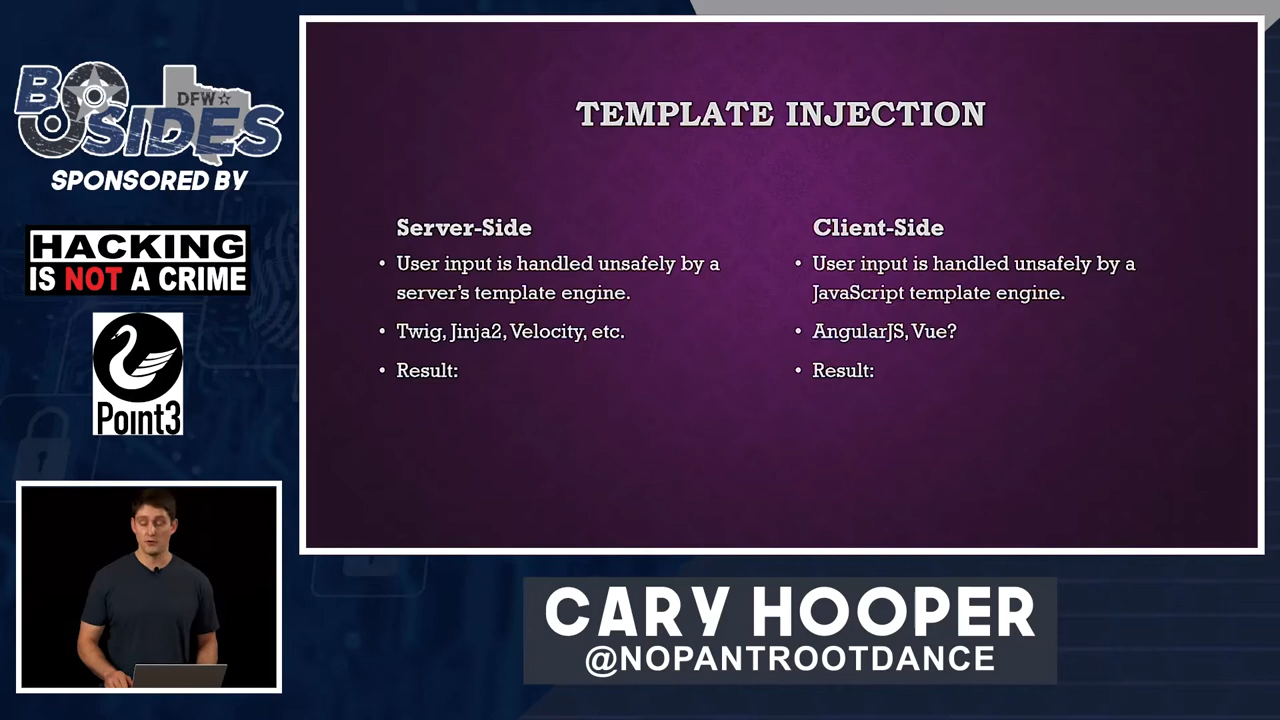 BSIDES
DFW
SPONSORED BY
HACKING
IS NOT A CRIME
Point3
TEMPLATE INJECTION
Server-Side
• User input is handled unsafely by a
server's template engine.
• Twig, Jinja2, Velocity, etc.
• Result:
Client-Side
• User input is handled unsafely by a
JavaScript template engine.
• AngularJS, Vue?
• Result:
CARY HOOPER
@NOPANTROOTDANCE